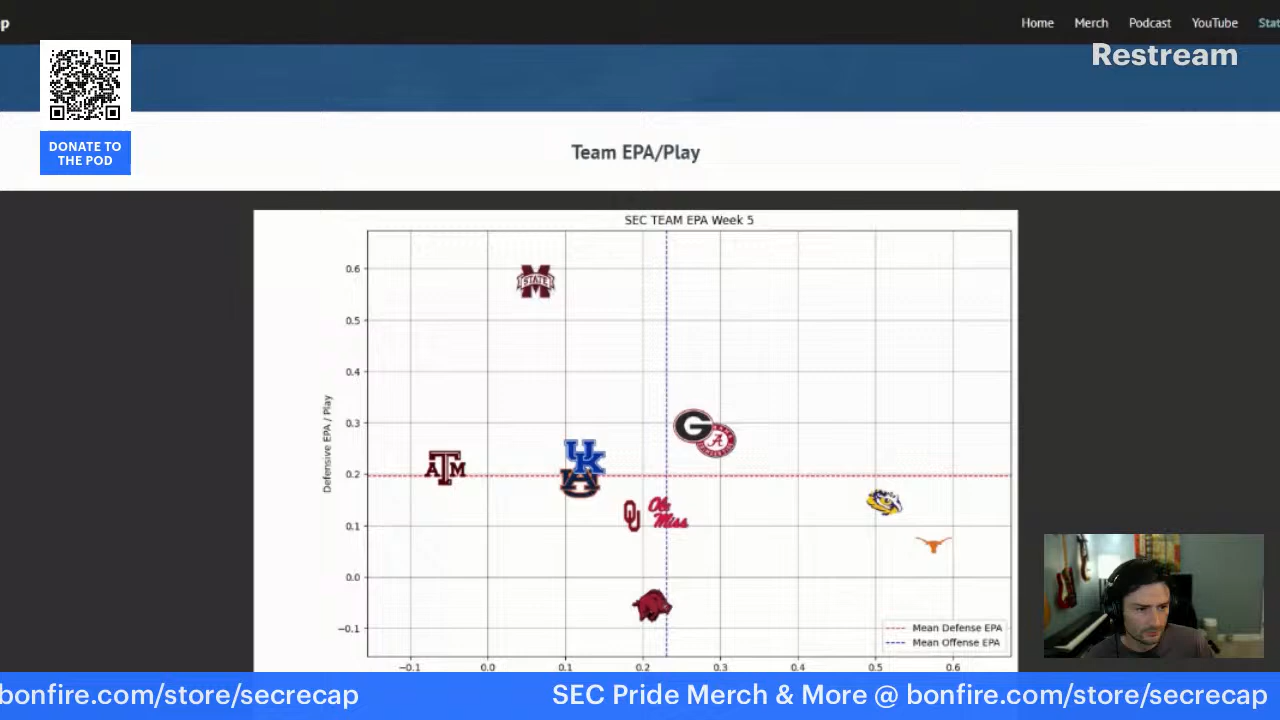 p
Home Merch Podcast YouTube Stat
Restream
DONATE TO
THE POD
Team EPA/Play
SEC TEAM EPA Week 5
Defensive EPA / Play
0.6
0.5
0.4
0.3
0.2
0.1
0.0
−0.1
STATE
G
A
ATM
UK
AU
OU
Ole
Miss
Mean Defense EPA
Mean Offense EPA
−0.1 0.0 0.1 0.2 0.3 0.4 0.5 0.6
bonfire.com/store/secrecap SEC Pride Merch & More @ bonfire.com/store/secrecap